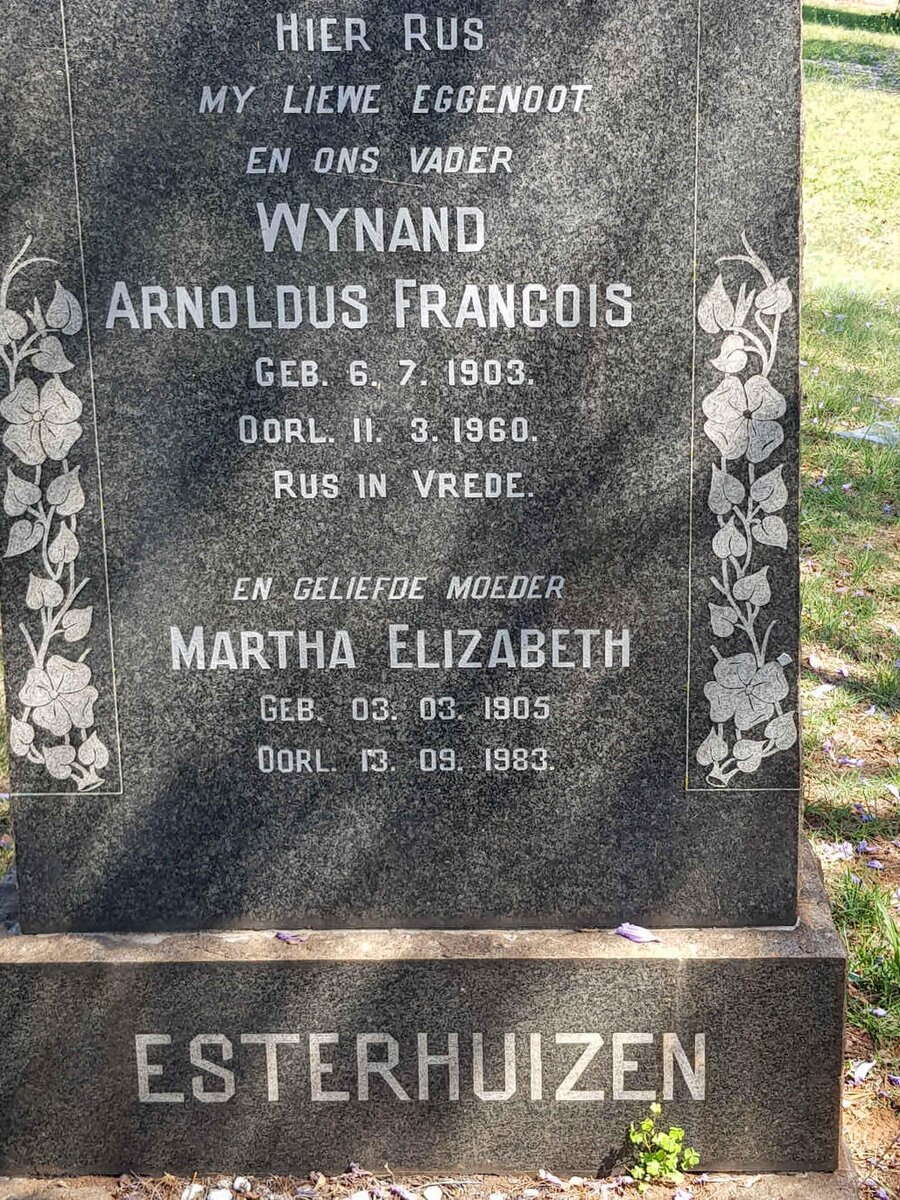 HIER RUS
MY LIEWE EGGENOOT
EN ONS VADER
WYNAND
ARNOLDUS FRANCOIS
GEB. 6. 7. 1903.
OORL. 11. 3. 1960.
RUS IN VREDE.
EN GELIEFDE MOEDER
MARTHA ELIZABETH
GEB. 03. 03. 1905
OORL. 13. 09. 1983.
ESTERHUIZEN